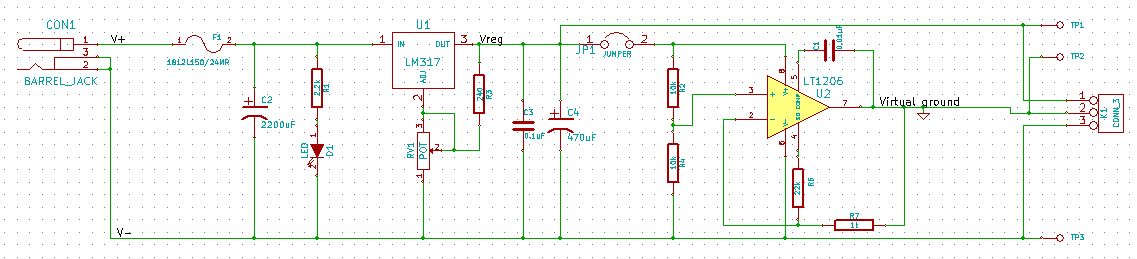 CON1
1
3
2
BARREL_JACK
V+
V-
1
F1
2
1812L150/24MR
C2
2200uF
2.2k
R1
LED
1
2
D1
U1
1
IN
OUT
3
LM317
ADJ
2
Vreg
240
R3
RV1
POT
3
2
1
C3
0.1uF
C4
470uF
JP1
1
2
JUMPER
10k
R2
10k
R4
C1
0.01uF
LT1206
U2
3
+
2
-
8
V+
5
COMP
SD
7
6
V-
4
22k
R6
R7
1k
Virtual ground
TP1
TP2
TP3
1
2
3
K1
CONN_3